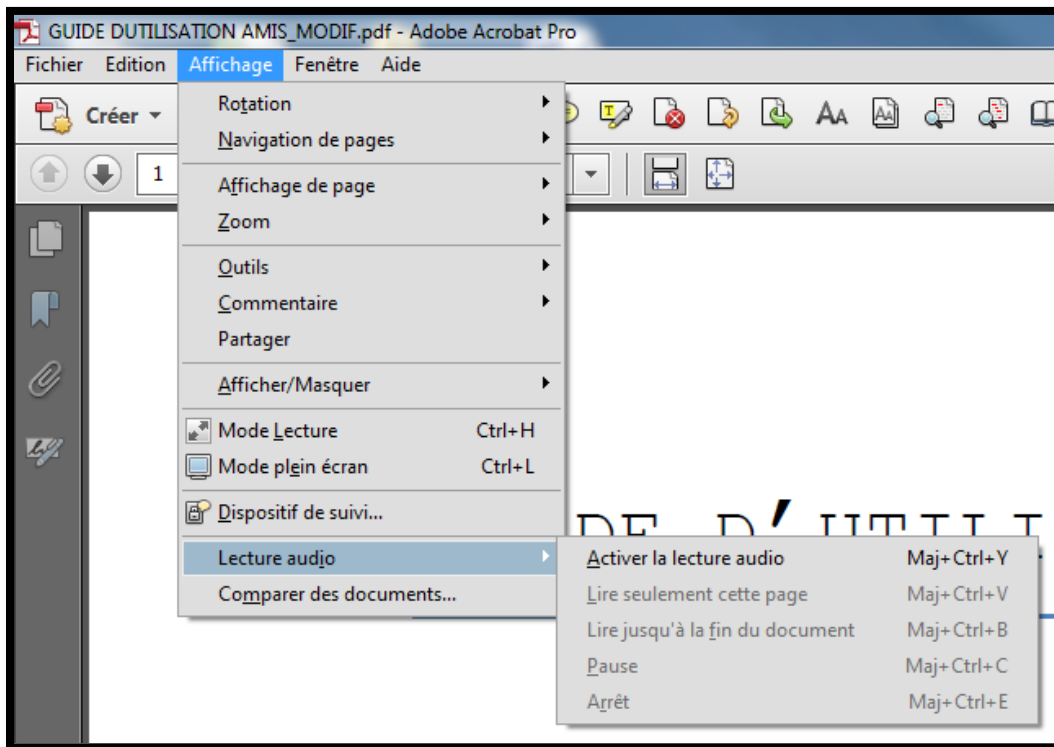 GUIDE DUTILISATION AMIS_MODIF.pdf - Adobe Acrobat Pro
Fichier Edition Affichage Fenêtre Aide
Créer
1
Rotation
Navigation de pages
Affichage de page
Zoom
Outils
Commentaire
Partager
Afficher/Masquer
Mode Lecture Ctrl+H
Mode plein écran Ctrl+L
Dispositif de suivi...
Lecture audio
Comparer des documents...
Activer la lecture audio Maj+Ctrl+Y
Lire seulement cette page Maj+Ctrl+V
Lire jusqu'à la fin du document Maj+Ctrl+B
Pause Maj+Ctrl+C
Arrêt Maj+Ctrl+E